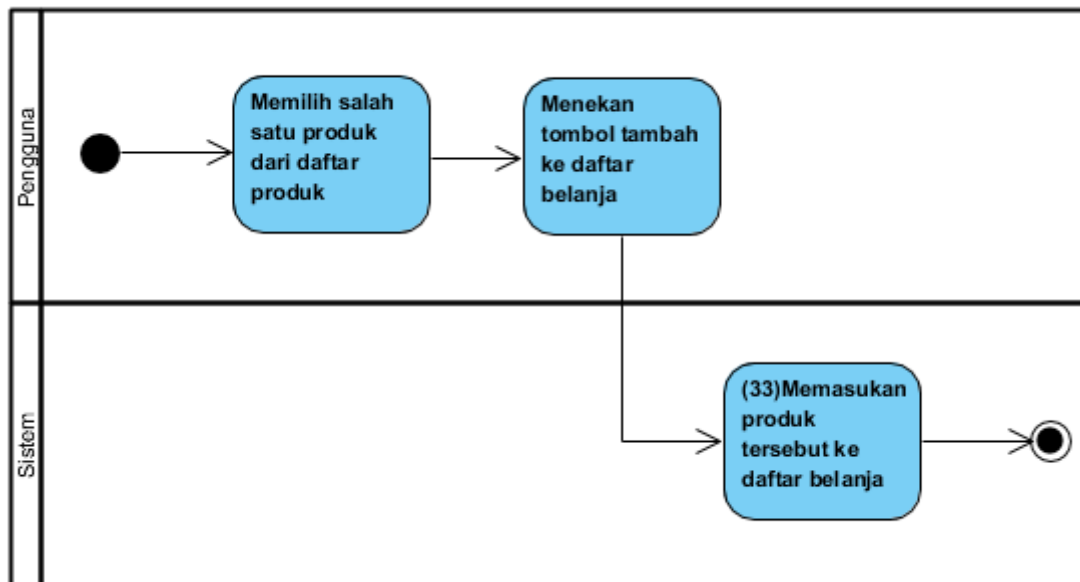 Pengguna
Memilih salah
satu produk
dari daftar
produk
Menekan
tombol tambah
ke daftar
belanja
Sistem
(33)Memasukan
produk
tersebut ke
daftar belanja